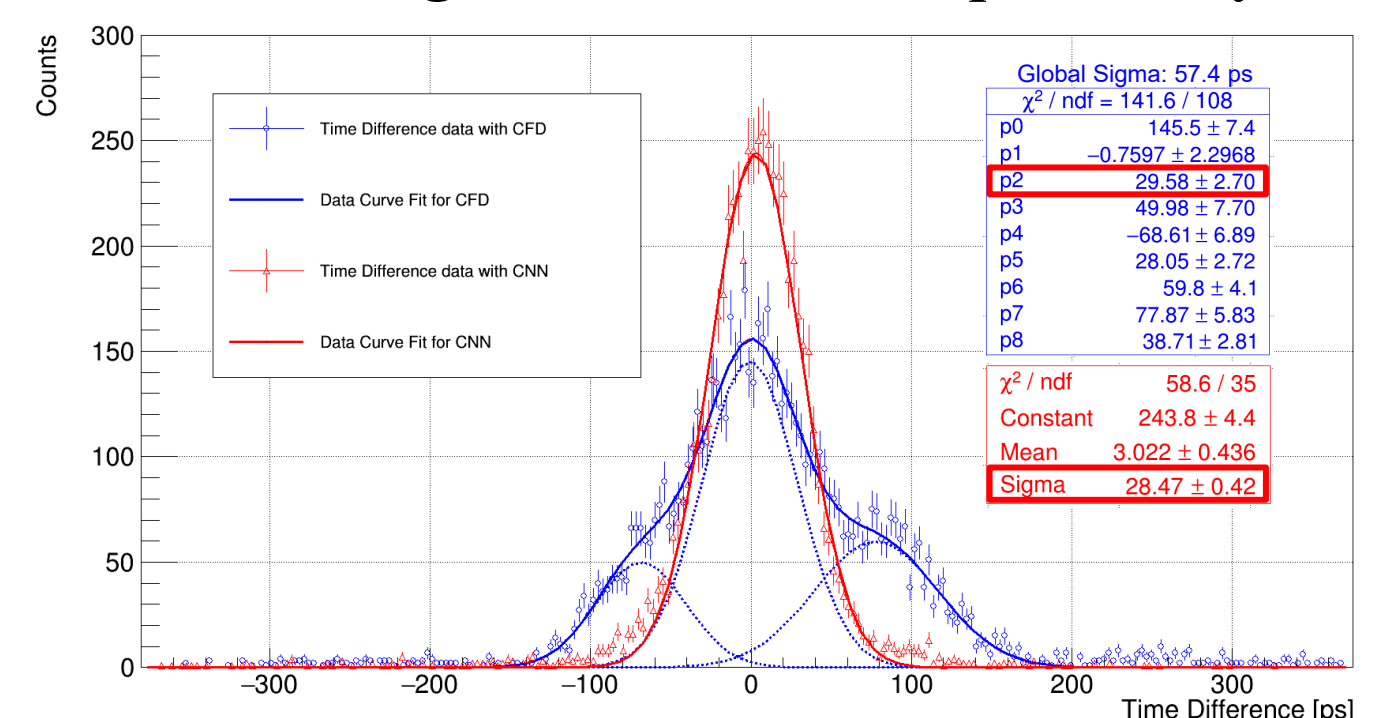 Counts
300
250
200
150
100
50
0
−300
−200
−100
0
100
200
300
Time Difference [ps]
Time Difference data with CFD
Data Curve Fit for CFD
Time Difference data with CNN
Data Curve Fit for CNN
Global Sigma: 57.4 ps
χ² / ndf = 141.6 / 108
p0 145.5 ± 7.4
p1 −0.7597 ± 2.2968
p2 29.58 ± 2.70
p3 49.98 ± 7.70
p4 −68.61 ± 6.89
p5 28.05 ± 2.72
p6 59.8 ± 4.1
p7 77.87 ± 5.83
p8 38.71 ± 2.81
χ² / ndf 58.6 / 35
Constant 243.8 ± 4.4
Mean 3.022 ± 0.436
Sigma 28.47 ± 0.42